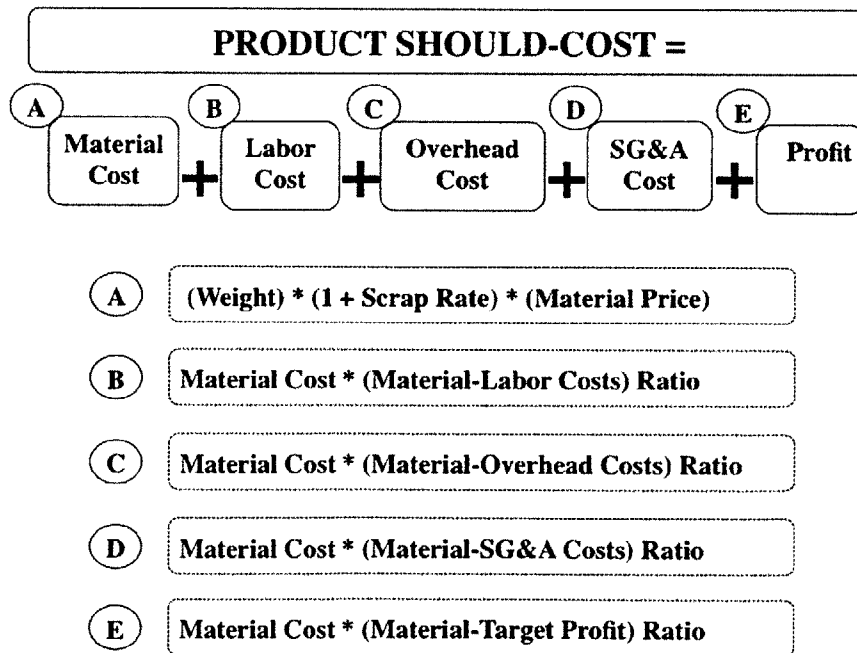 PRODUCT SHOULD-COST =
A
B
C
D
E
Material
Cost
+
Labor
Cost
+
Overhead
Cost
+
SG&A
Cost
+
Profit
A
(Weight) * (1 + Scrap Rate) * (Material Price)
B
Material Cost * (Material-Labor Costs) Ratio
C
Material Cost * (Material-Overhead Costs) Ratio
D
Material Cost * (Material-SG&A Costs) Ratio
E
Material Cost * (Material-Target Profit) Ratio